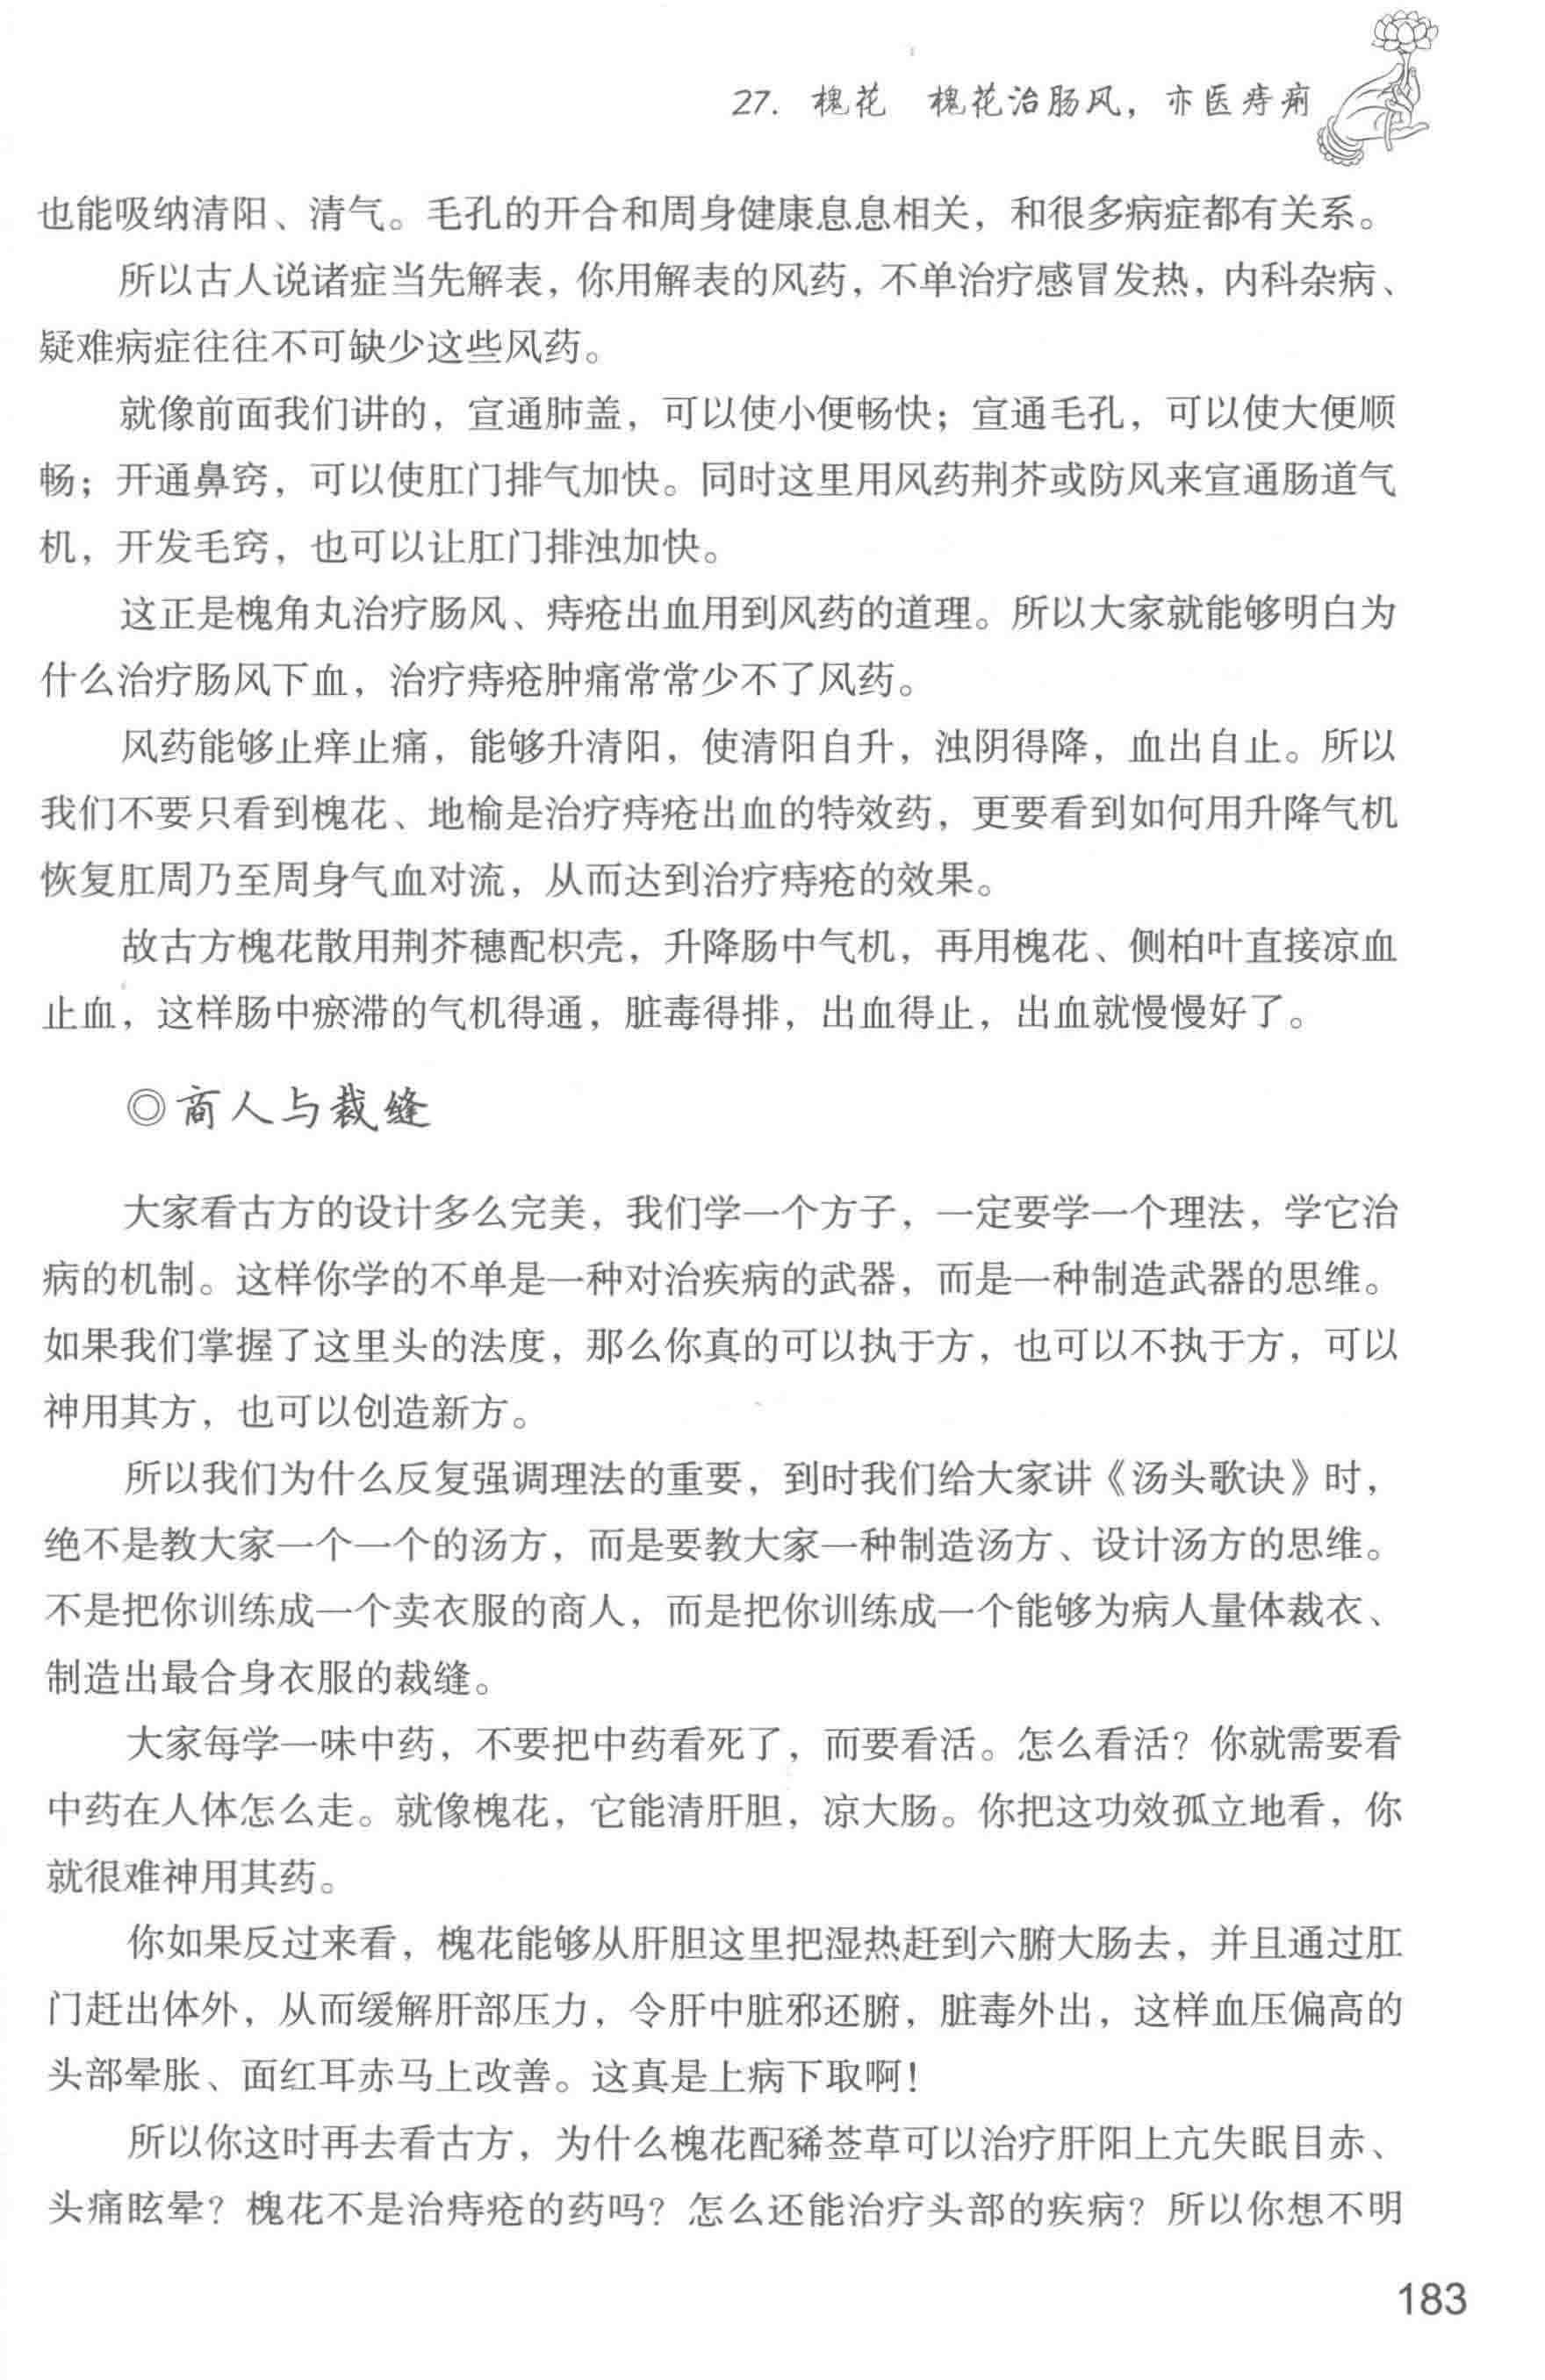 27. 槐花　槐花治肠风，亦医痔痢
也能吸纳清阳、清气。毛孔的开合和周身健康息息相关，和很多病症都有关系。
所以古人说诸症当先解表，你用解表的风药，不单治疗感冒发热，内科杂病、
疑难病症往往不可缺少这些风药。
就像前面我们讲的，宣通肺盖，可以使小便畅快；宣通毛孔，可以使大便顺
畅；开通鼻窍，可以使肛门排气加快。同时这里用风药荆芥或防风来宣通肠道气
机，开发毛窍，也可以让肛门排浊加快。
这正是槐角丸治疗肠风、痔疮出血用到风药的道理。所以大家就能够明白为
什么治疗肠风下血，治疗痔疮肿痛常常少不了风药。
风药能够止痒止痛，能够升清阳，使清阳自升，浊阴得降，血出自止。所以
我们不要只看到槐花、地榆是治疗痔疮出血的特效药，更要看到如何用升降气机
恢复肛周乃至周身气血对流，从而达到治疗痔疮的效果。
故古方槐花散用荆芥穗配枳壳，升降肠中气机，再用槐花、侧柏叶直接凉血
止血，这样肠中瘀滞的气机得通，脏毒得排，出血得止，出血就慢慢好了。
◎商人与裁缝
大家看古方的设计多么完美，我们学一个方子，一定要学一个理法，学它治
病的机制。这样你学的不单是一种对治疾病的武器，而是一种制造武器的思维。
如果我们掌握了这里头的法度，那么你真的可以执于方，也可以不执于方，可以
神用其方，也可以创造新方。
所以我们为什么反复强调理法的重要，到时我们给大家讲《汤头歌诀》时，
绝不是教大家一个一个的汤方，而是要教大家一种制造汤方、设计汤方的思维。
不是把你训练成一个卖衣服的商人，而是把你训练成一个能够为病人量体裁衣、
制造出最合身衣服的裁缝。
大家每学一味中药，不要把中药看死了，而要看活。怎么看活？你就需要看
中药在人体怎么走。就像槐花，它能清肝胆，凉大肠。你把这功效孤立地看，你
就很难神用其药。
你如果反过来看，槐花能够从肝胆这里把湿热赶到六腑大肠去，并且通过肛
门赶出体外，从而缓解肝部压力，令肝中脏邪还腑，脏毒外出，这样血压偏高的
头部晕胀、面红耳赤马上改善。这真是上病下取啊！
所以你这时再去看古方，为什么槐花配豨莶草可以治疗肝阳上亢失眠目赤、
头痛眩晕？槐花不是治痔疮的药吗？怎么还能治疗头部的疾病？所以你想不明
183